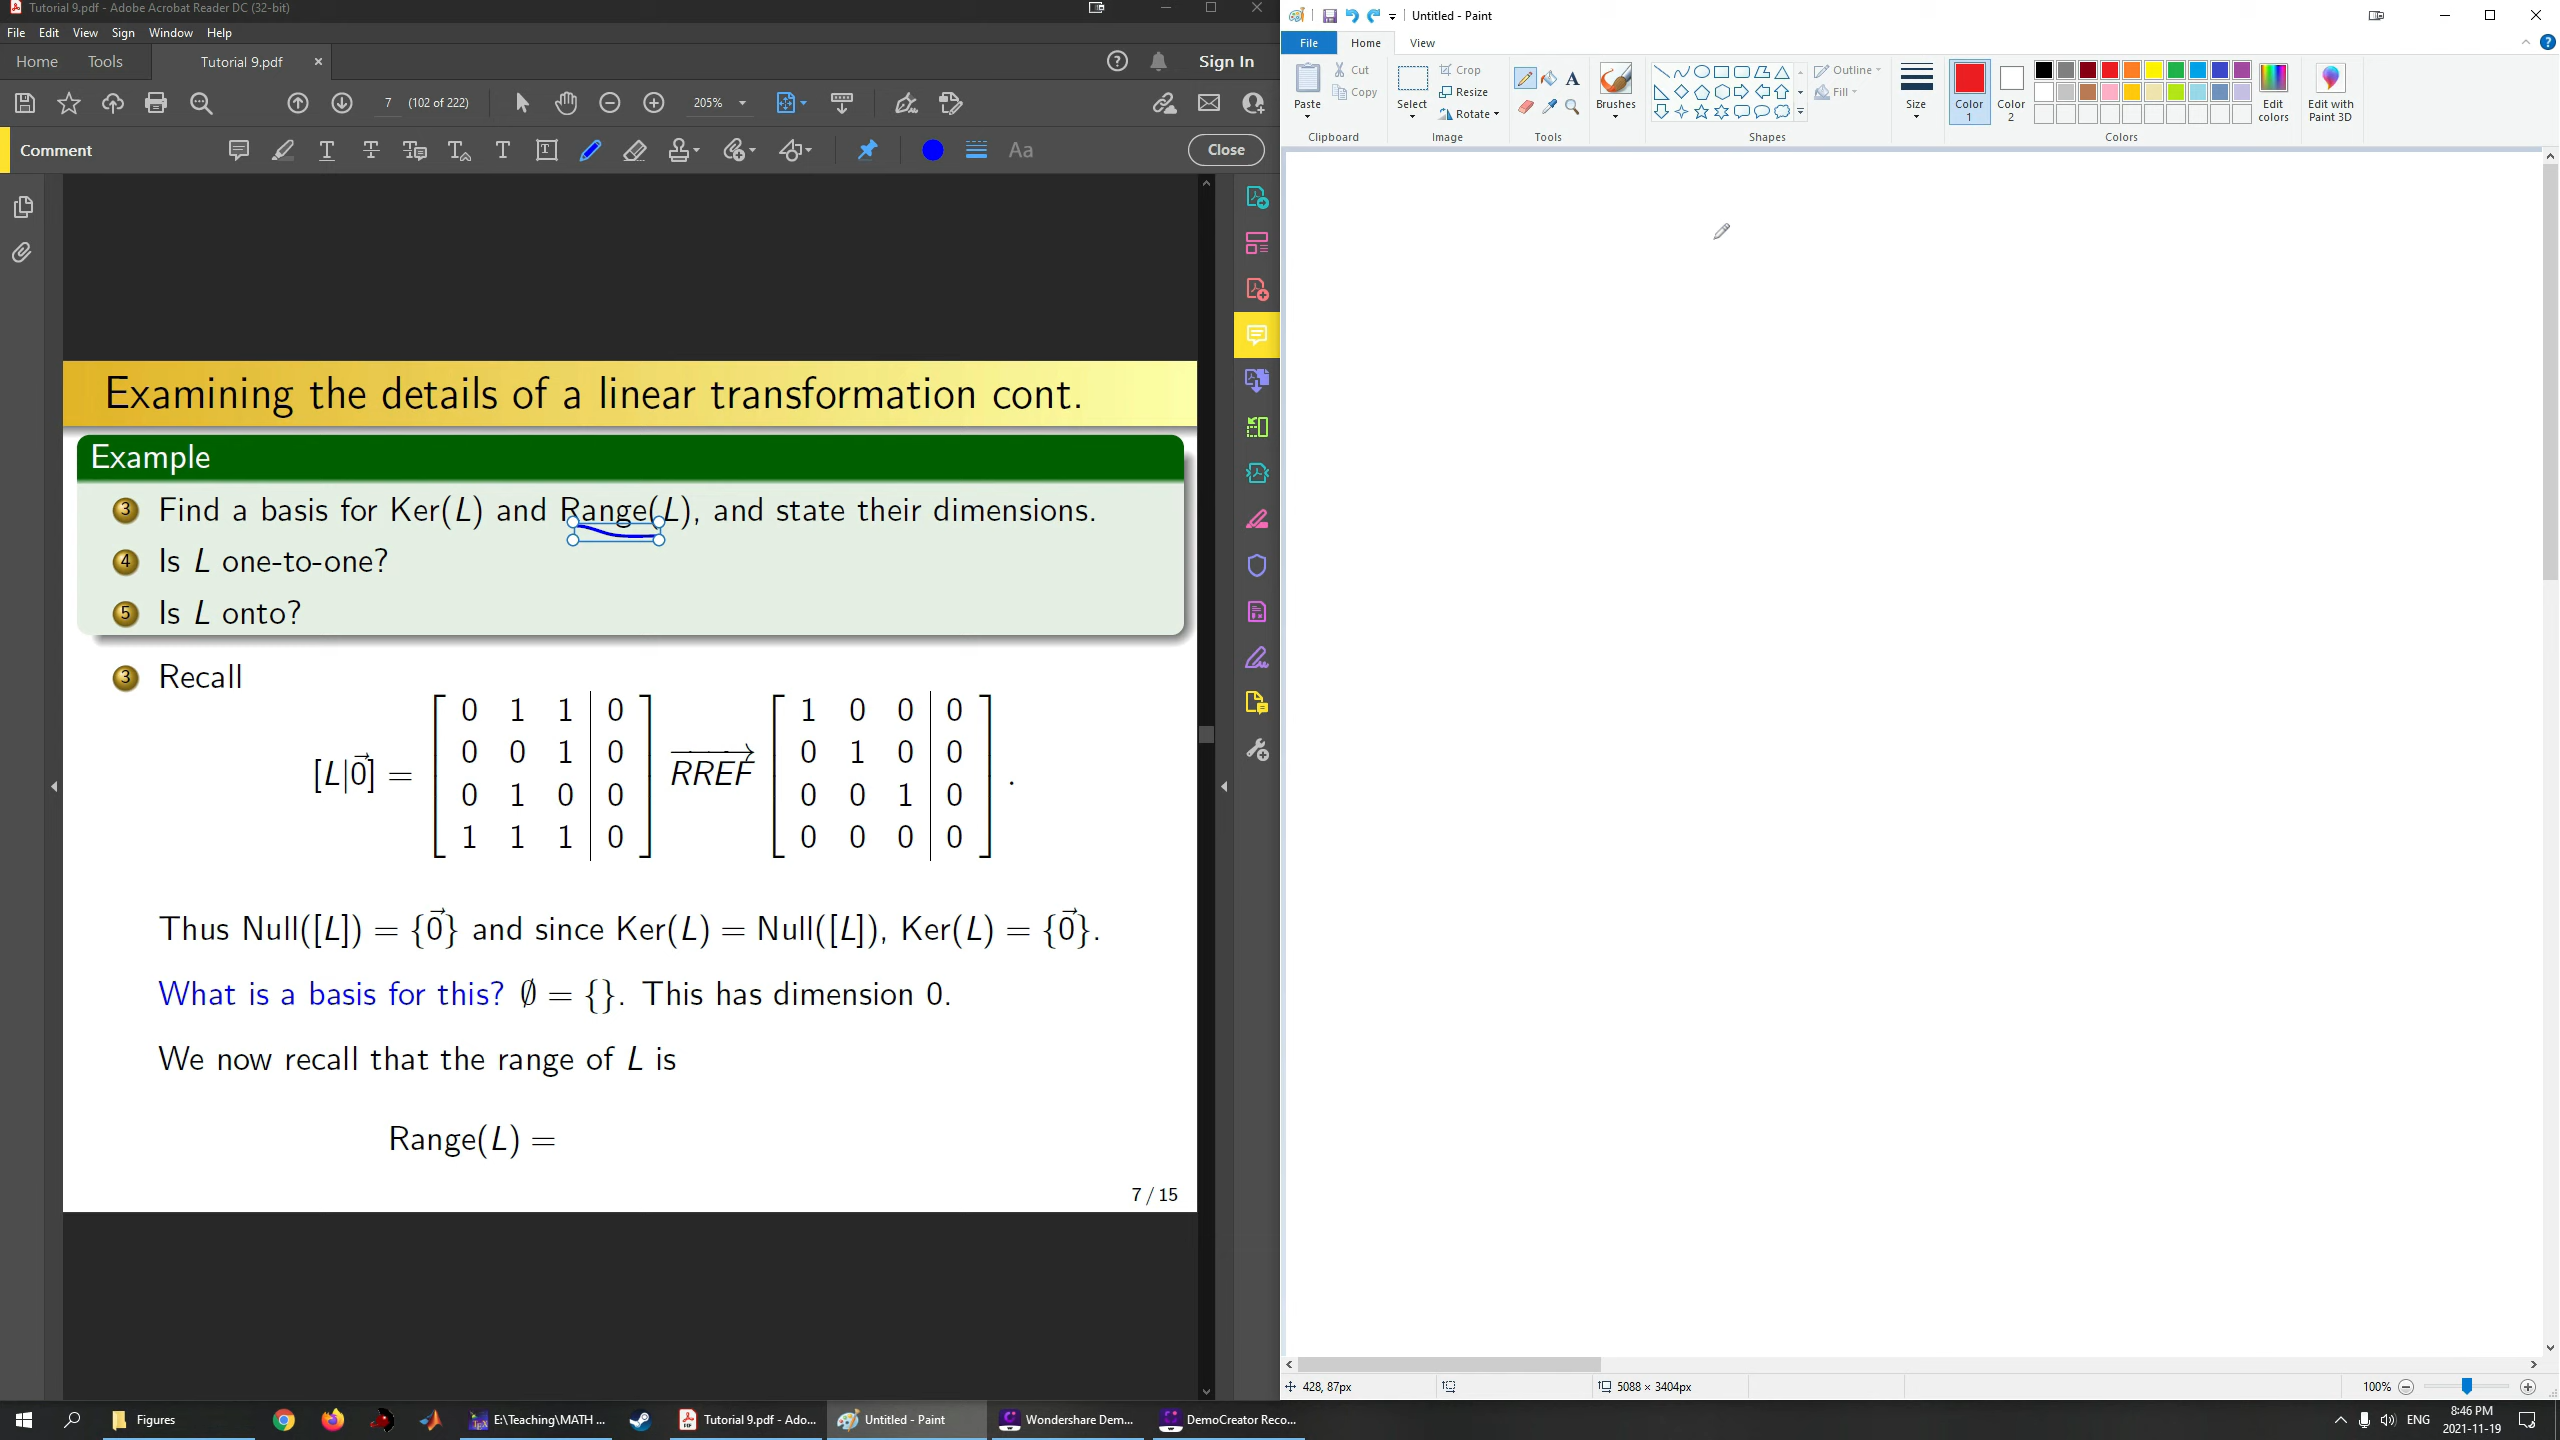 Tutorial 9.pdf - Adobe Acrobat Reader DC (32-bit)
File Edit View Sign Window Help
Home Tools Tutorial 9.pdf × Sign In
7 (102 of 222) 205%
Comment Aa Close
Examining the details of a linear transformation cont.
Example
3 Find a basis for Ker(L) and Range(L), and state their dimensions.
4 Is L one-to-one?
5 Is L onto?
3 Recall
[L|0⃗] = [ 0 1 1 | 0 ; 0 0 1 | 0 ; 0 1 0 | 0 ; 1 1 1 | 0 ] RREF→ [ 1 0 0 | 0 ; 0 1 0 | 0 ; 0 0 1 | 0 ; 0 0 0 | 0 ] .
Thus Null([L]) = {0⃗} and since Ker(L) = Null([L]), Ker(L) = {0⃗}.
What is a basis for this? ∅ = {}. This has dimension 0.
We now recall that the range of L is
Range(L) =
7 / 15
Untitled - Paint
File Home View
Paste Cut Copy Clipboard
Select Crop Resize Rotate Image
A Tools
Brushes
Outline Fill Shapes
Size
Color 1 Color 2 Edit colors Colors
Edit with Paint 3D
428, 87px 5088 × 3404px 100%
Figures E:\Teaching\MATH ... Tutorial 9.pdf - Ado... Untitled - Paint Wondershare Dem... DemoCreator Reco... ENG 8:46 PM
2021-11-19